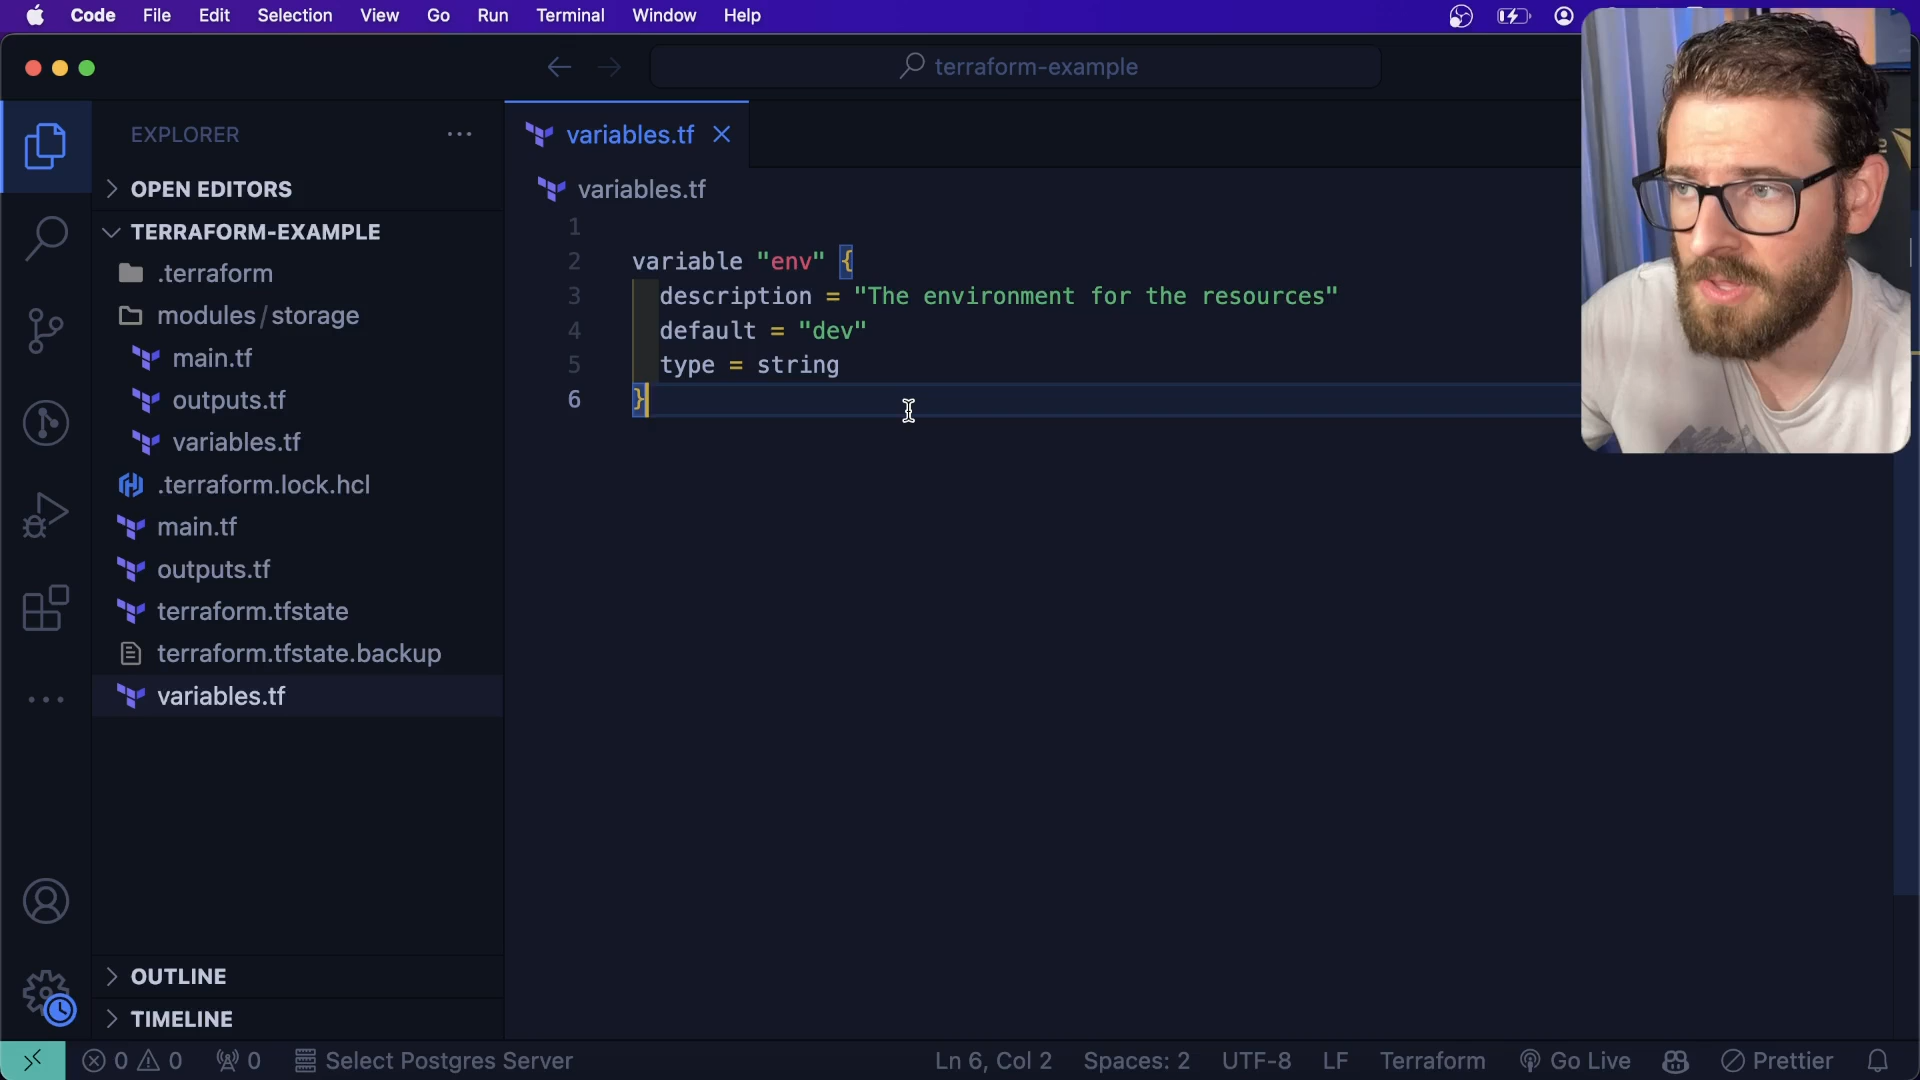 Code File Edit Selection View Go Run Terminal Window Help
terraform-example
EXPLORER
OPEN EDITORS
TERRAFORM-EXAMPLE
.terraform
modules/storage
main.tf
outputs.tf
variables.tf
.terraform.lock.hcl
main.tf
outputs.tf
terraform.tfstate
terraform.tfstate.backup
variables.tf
OUTLINE
TIMELINE
variables.tf
variables.tf
1
2 variable "env" {
3 description = "The environment for the resources"
4 default = "dev"
5 type = string
6 }
0 0 0 Select Postgres Server Ln 6, Col 2 Spaces: 2 UTF-8 LF Terraform Go Live Prettier